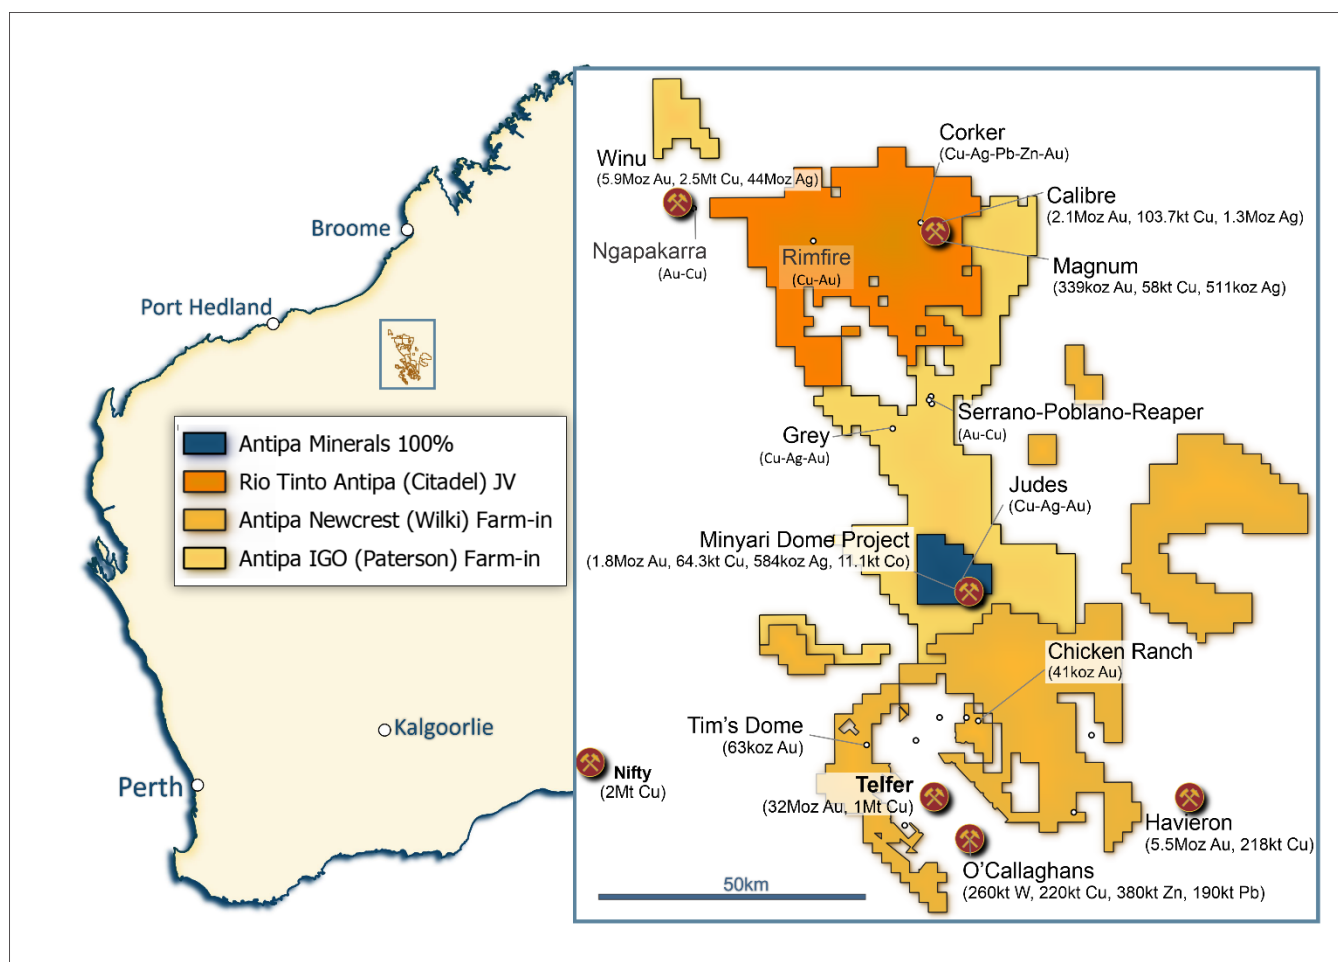 Broome
Port Hedland
Kalgoorlie
Perth
Antipa Minerals 100%
Rio Tinto Antipa (Citadel) JV
Antipa Newcrest (Wilki) Farm-in
Antipa IGO (Paterson) Farm-in
Winu
(5.9Moz Au, 2.5Mt Cu, 44Moz Ag)
Ngapakarra
(Au-Cu)
Rimfire
(Cu-Au)
Corker
(Cu-Ag-Pb-Zn-Au)
Calibre
(2.1Moz Au, 103.7kt Cu, 1.3Moz Ag)
Magnum
(339koz Au, 58kt Cu, 511koz Ag)
Serrano-Poblano-Reaper
(Au-Cu)
Grey
(Cu-Ag-Au)
Judes
(Cu-Ag-Au)
Minyari Dome Project
(1.8Moz Au, 64.3kt Cu, 584koz Ag, 11.1kt Co)
Chicken Ranch
(41koz Au)
Tim's Dome
(63koz Au)
Nifty
(2Mt Cu)
Telfer
(32Moz Au, 1Mt Cu)
Havieron
(5.5Moz Au, 218kt Cu)
O'Callaghans
(260kt W, 220kt Cu, 380kt Zn, 190kt Pb)
50km